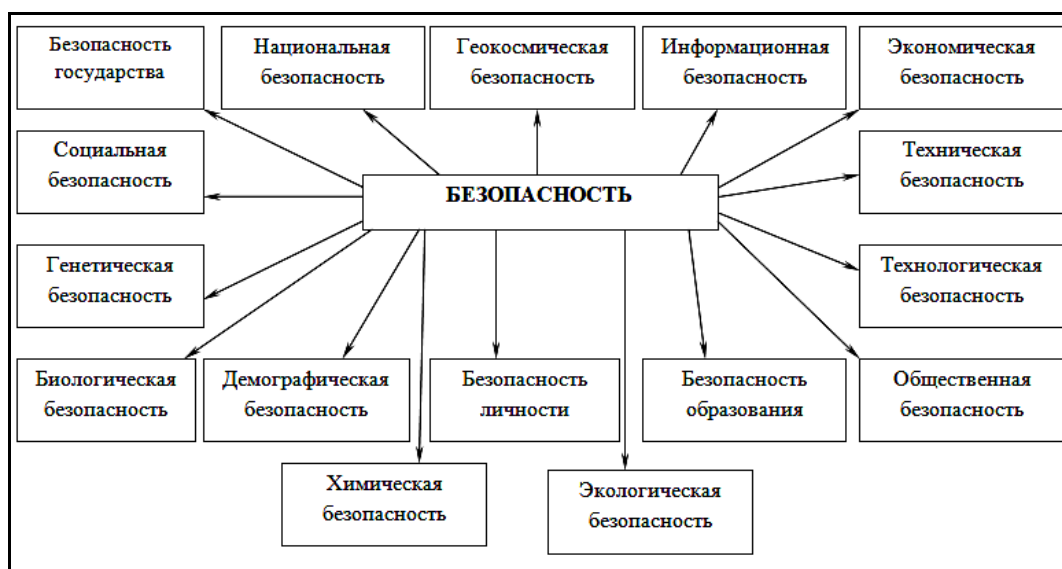 Безопасность
государства
Национальная
безопасность
Геокосмическая
безопасность
Информационная
безопасность
Экономическая
безопасность
Социальная
безопасность
Техническая
безопасность
БЕЗОПАСНОСТЬ
Генетическая
безопасность
Технологическая
безопасность
Биологическая
безопасность
Демографическая
безопасность
Безопасность
личности
Безопасность
образования
Общественная
безопасность
Химическая
безопасность
Экологическая
безопасность